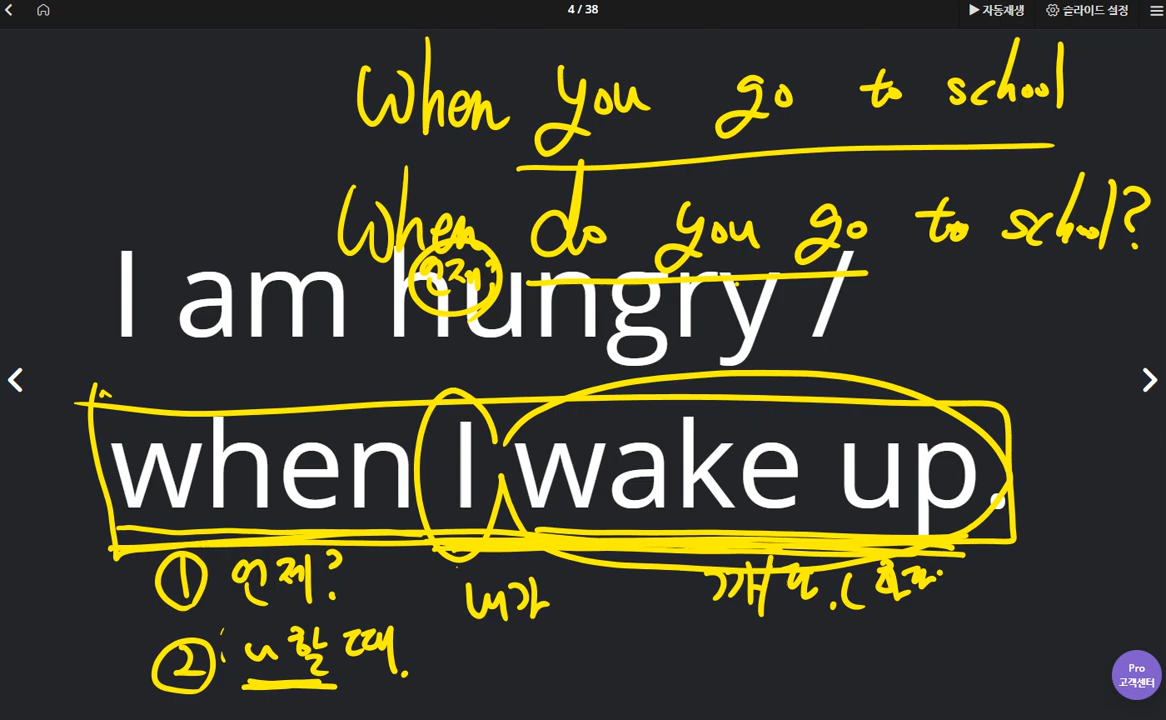 4 / 38
자동재생
슬라이드 설정
When you go to school
When do you go to school?
언제?
I am hungry /
when I wake up.
① 언제?
내가
② ~할 때.
Pro
고객센터